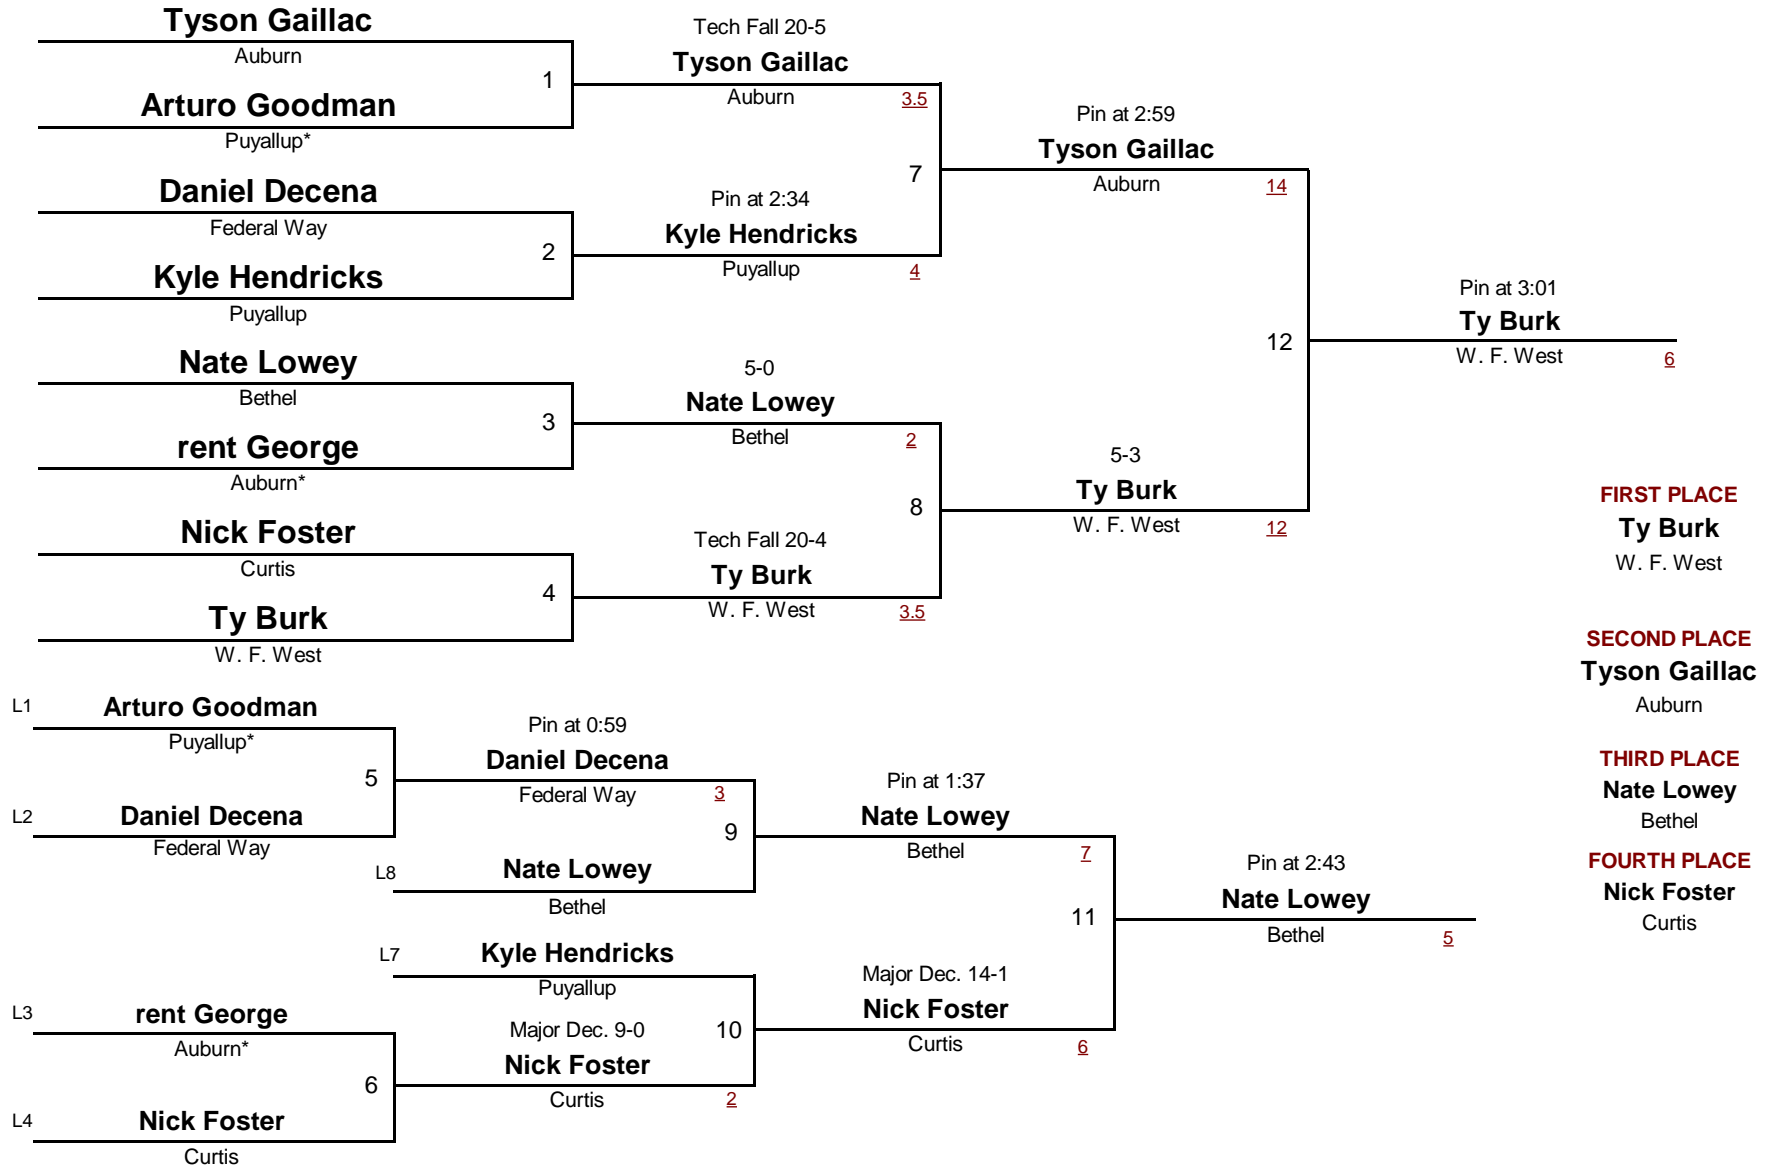 Tyson Gaillac
Auburn
1
Arturo Goodman
Puyallup*
Daniel Decena
Federal Way
2
Kyle Hendricks
Puyallup
Nate Lowey
Bethel
3
rent George
Auburn*
Nick Foster
Curtis
4
Ty Burk
W. F. West
Tech Fall 20-5
Tyson Gaillac
Auburn
3.5
7
Pin at 2:34
Kyle Hendricks
Puyallup
4
5-0
Nate Lowey
Bethel
2
8
Tech Fall 20-4
Ty Burk
W. F. West
3.5
Pin at 2:59
Tyson Gaillac
Auburn
14
12
5-3
Ty Burk
W. F. West
12
Pin at 3:01
Ty Burk
W. F. West
6
FIRST PLACE
Ty Burk
W. F. West
SECOND PLACE
Tyson Gaillac
Auburn
THIRD PLACE
Nate Lowey
Bethel
FOURTH PLACE
Nick Foster
Curtis
L1
Arturo Goodman
Puyallup*
5
L2
Daniel Decena
Federal Way
L3
rent George
Auburn*
6
L4
Nick Foster
Curtis
Pin at 0:59
Daniel Decena
Federal Way
3
9
L8
Nate Lowey
Bethel
L7
Kyle Hendricks
Puyallup
10
Major Dec. 9-0
Nick Foster
Curtis
2
Pin at 1:37
Nate Lowey
Bethel
7
11
Major Dec. 14-1
Nick Foster
Curtis
6
Pin at 2:43
Nate Lowey
Bethel
5